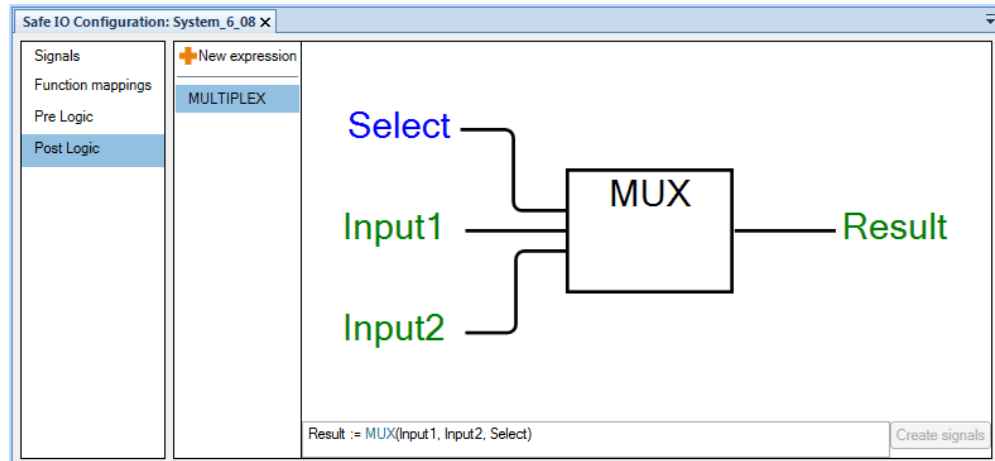 Safe IO Configuration: System_6_08 X
Signals
Function mappings
Pre Logic
Post Logic
New expression
MULTIPLEX
Select
Input1
Input2
MUX
Result
Result := MUX(Input1, Input2, Select)
Create signals